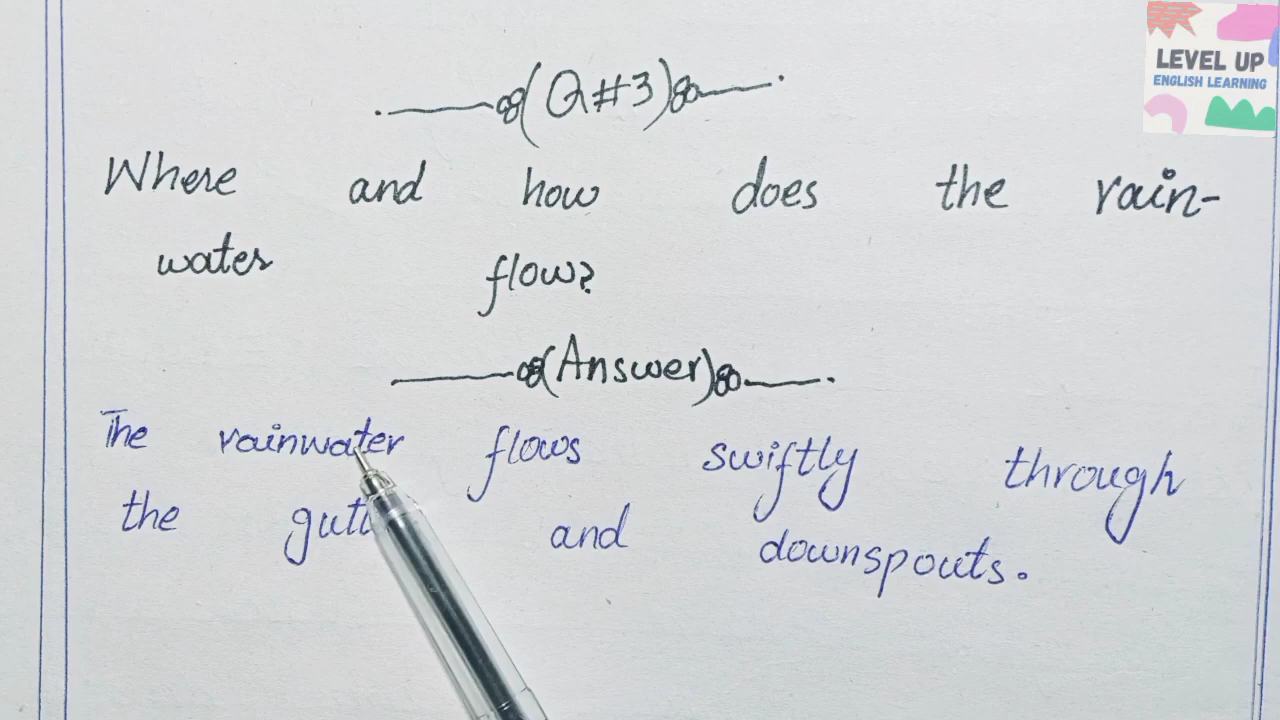 (Q#3)
Where and how does the rain-
water flow?
(Answer)
The rainwater flows swiftly through
the and downspouts.
LEVEL UP
ENGLISH LEARNING